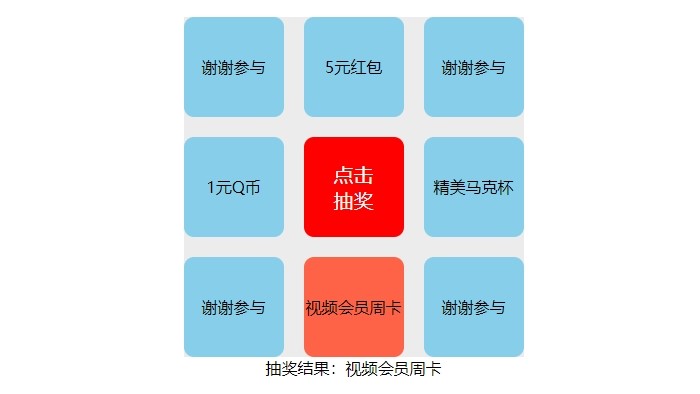 谢谢参与
5元红包
谢谢参与
1元Q币
点击
抽奖
精美马克杯
谢谢参与
视频会员周卡
谢谢参与
抽奖结果：视频会员周卡